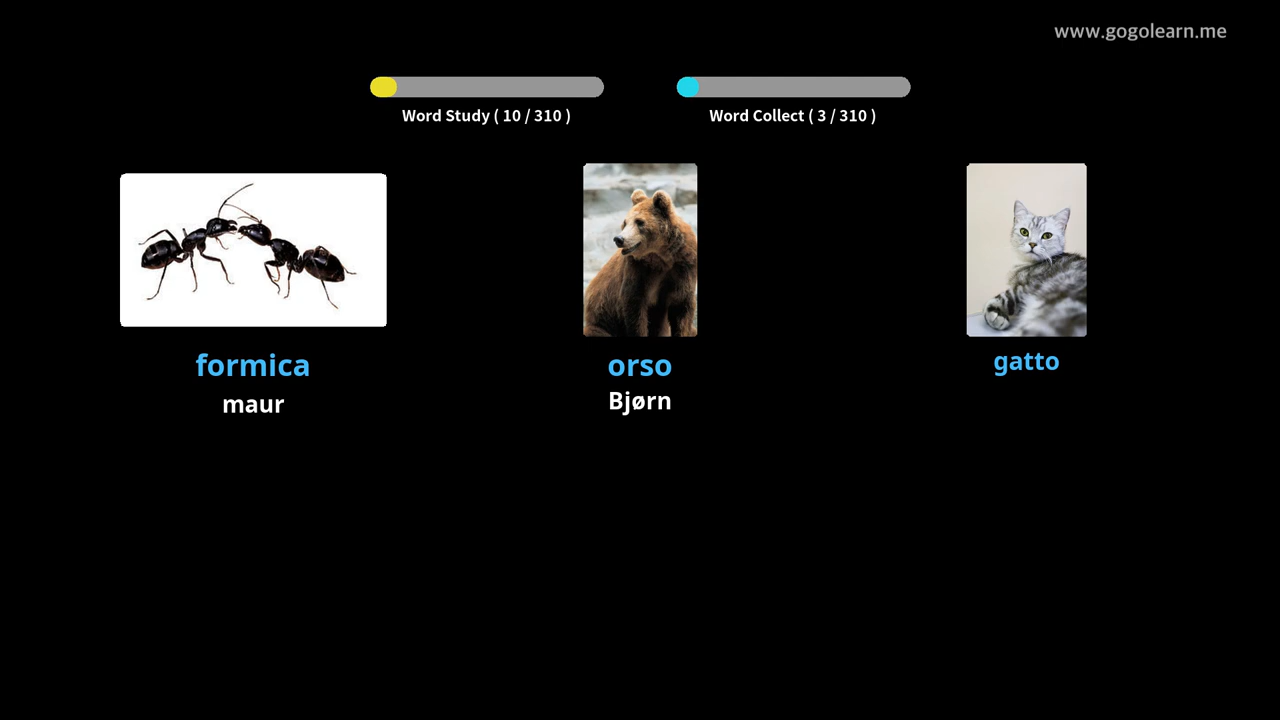 www.gogolearn.me
Word Study ( 10 / 310 )
Word Collect ( 3 / 310 )
formica
maur
orso
Bjørn
gatto